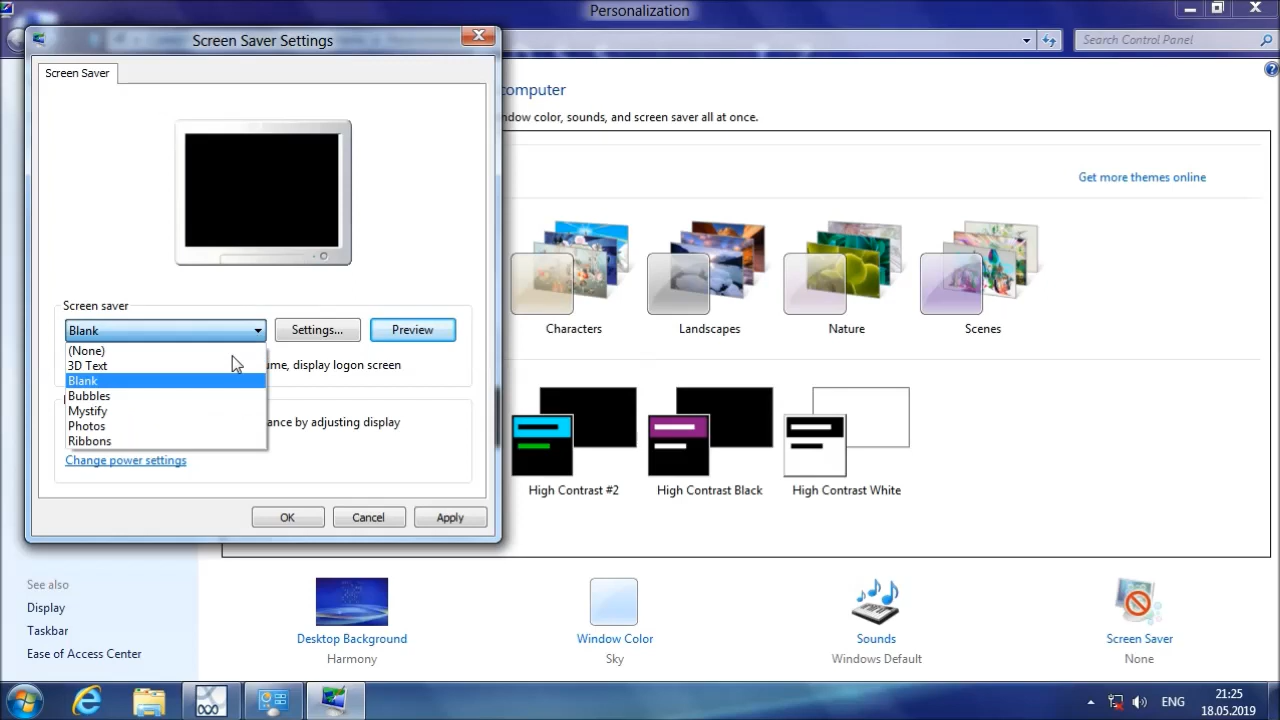 Personalization
Screen Saver Settings
Search Control Panel
Screen Saver
computer
ndow color, sounds, and screen saver all at once.
Get more themes online
Characters
Landscapes
Nature
Scenes
Screen saver
Blank
Settings...
Preview
(None)
3D Text
Blank
Bubbles
Mystify
Photos
Ribbons
ume, display logon screen
ance by adjusting display
Change power settings
High Contrast #2
High Contrast Black
High Contrast White
OK
Cancel
Apply
See also
Display
Taskbar
Ease of Access Center
Desktop Background
Harmony
Window Color
Sky
Sounds
Windows Default
Screen Saver
None
ENG
21:25
18.05.2019